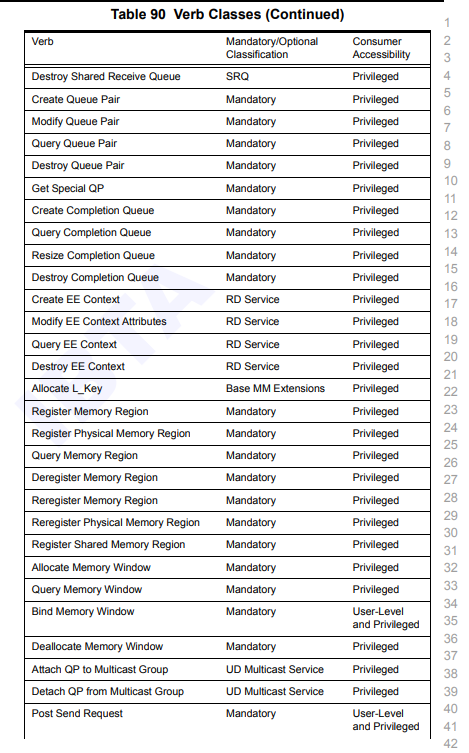 Table 90 Verb Classes (Continued)
Verb Mandatory/Optional Classification Consumer Accessibility
Destroy Shared Receive Queue SRQ Privileged
Create Queue Pair Mandatory Privileged
Modify Queue Pair Mandatory Privileged
Query Queue Pair Mandatory Privileged
Destroy Queue Pair Mandatory Privileged
Get Special QP Mandatory Privileged
Create Completion Queue Mandatory Privileged
Query Completion Queue Mandatory Privileged
Resize Completion Queue Mandatory Privileged
Destroy Completion Queue Mandatory Privileged
Create EE Context RD Service Privileged
Modify EE Context Attributes RD Service Privileged
Query EE Context RD Service Privileged
Destroy EE Context RD Service Privileged
Allocate L_Key Base MM Extensions Privileged
Register Memory Region Mandatory Privileged
Register Physical Memory Region Mandatory Privileged
Query Memory Region Mandatory Privileged
Deregister Memory Region Mandatory Privileged
Reregister Memory Region Mandatory Privileged
Reregister Physical Memory Region Mandatory Privileged
Register Shared Memory Region Mandatory Privileged
Allocate Memory Window Mandatory Privileged
Query Memory Window Mandatory Privileged
Bind Memory Window Mandatory User-Level and Privileged
Deallocate Memory Window Mandatory Privileged
Attach QP to Multicast Group UD Multicast Service Privileged
Detach QP from Multicast Group UD Multicast Service Privileged
Post Send Request Mandatory User-Level and Privileged
1
2
3
4
5
6
7
8
9
10
11
12
13
14
15
16
17
18
19
20
21
22
23
24
25
26
27
28
29
30
31
32
33
34
35
36
37
38
39
40
41
42
IBTA